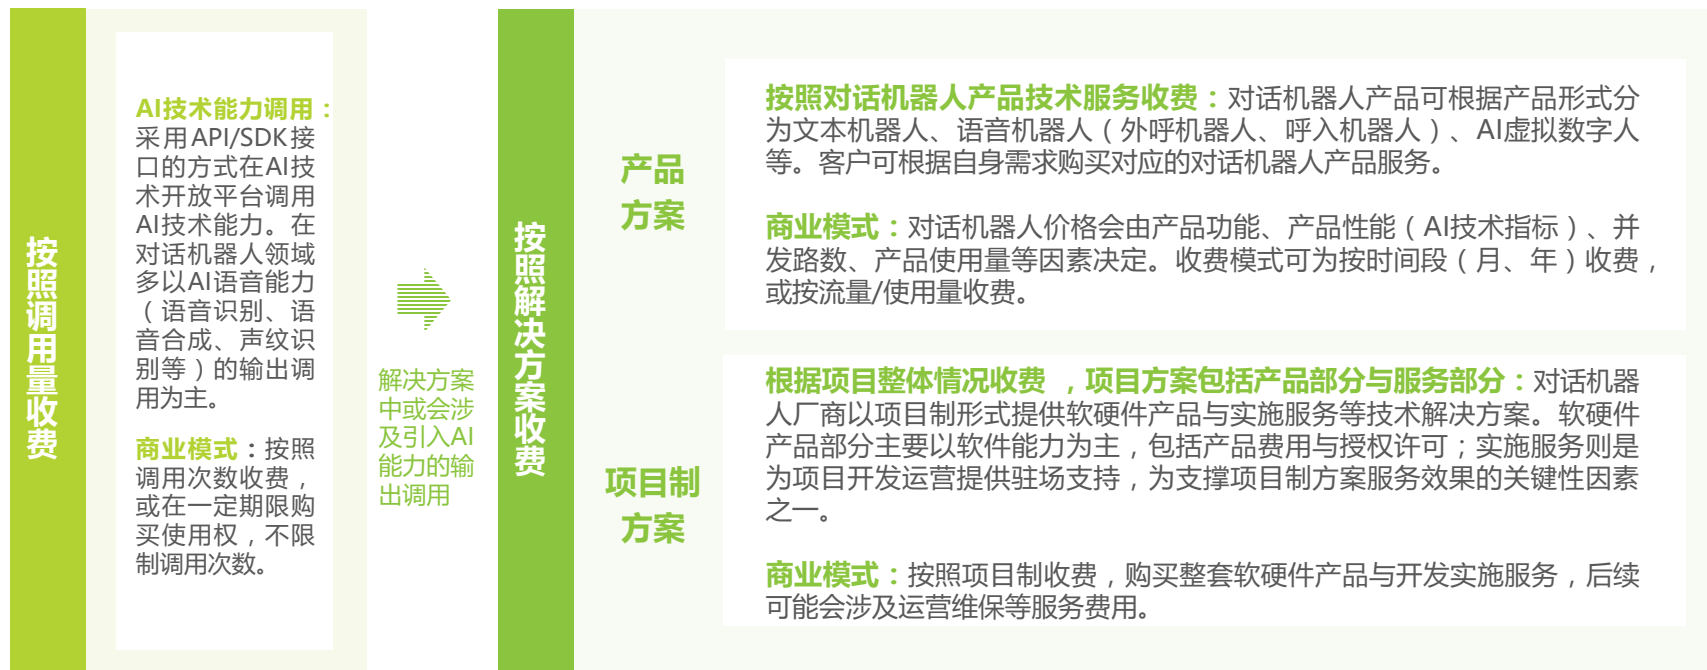 按照调用量收费
AI技术能力调用：
采用API/SDK接
口的方式在AI技
术开放平台调用
AI技术能力。在
对话机器人领域
多以AI语音能力
（语音识别、语
音合成、声纹识
别等）的输出调
用为主。
商业模式：按照
调用次数收费，
或在一定期限购
买使用权，不限
制调用次数。
解决方案
中或会涉
及引入AI
能力的输
出调用
按照解决方案收费
产品
方案
按照对话机器人产品技术服务收费：对话机器人产品可根据产品形式分
为文本机器人、语音机器人（外呼机器人、呼入机器人）、AI虚拟数字人
等。客户可根据自身需求购买对应的对话机器人产品服务。
商业模式：对话机器人价格会由产品功能、产品性能（AI技术指标）、并
发路数、产品使用量等因素决定。收费模式可为按时间段（月、年）收费，
或按流量/使用量收费。
项目制
方案
根据项目整体情况收费，项目方案包括产品部分与服务部分：对话机器
人厂商以项目制形式提供软硬件产品与实施服务等技术解决方案。软硬件
产品部分主要以软件能力为主，包括产品费用与授权许可；实施服务则是
为项目开发运营提供驻场支持，为支撑项目制方案服务效果的关键性因素
之一。
商业模式：按照项目制收费，购买整套软硬件产品与开发实施服务，后续
可能会涉及运营维保等服务费用。